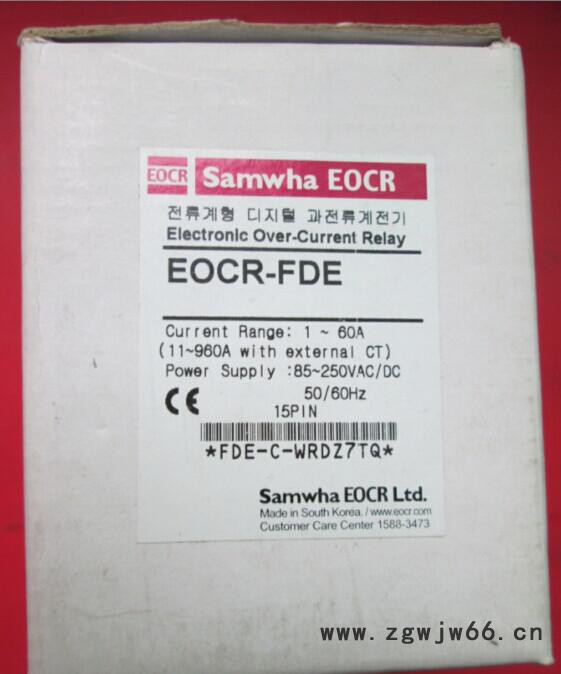 EOCR Samwha EOCR
전류계형 디지털 과전류계전기
Electronic Over-Current Relay
EOCR-FDE
Current Range: 1 ~ 60A
(11~960A with external CT)
Power Supply :85~250VAC/DC
50/60Hz
CE 15PIN
*FDE-C-WRDZ7TQ*
Samwha EOCR Ltd.
Made in South Korea. / www.eocr.com
Customer Care Center 1588-3473
www.zgwjw66.cn